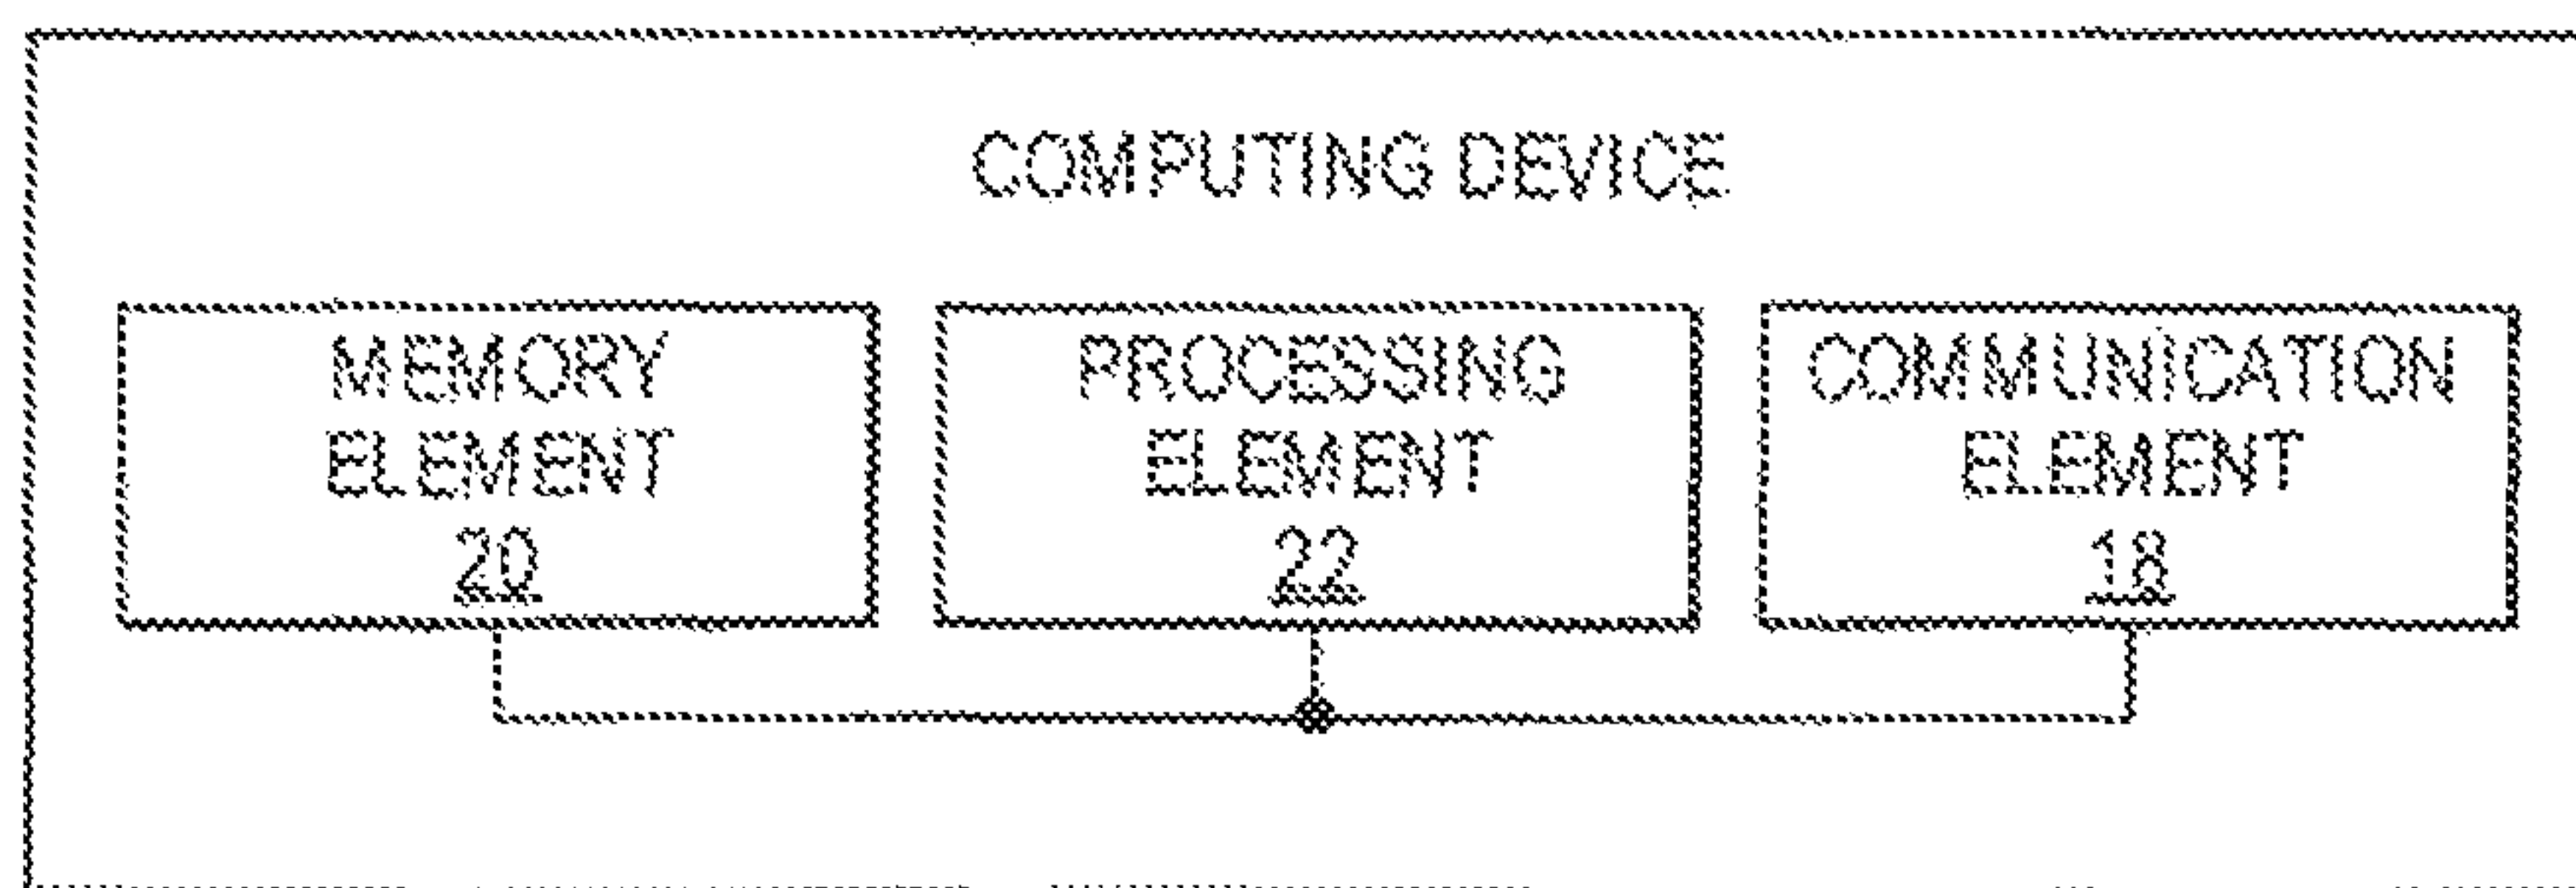 COMPUTING DEVICE
MEMORY
ELEMENT
20
PROCESSING
ELEMENT
22
COMMUNICATION
ELEMENT
18